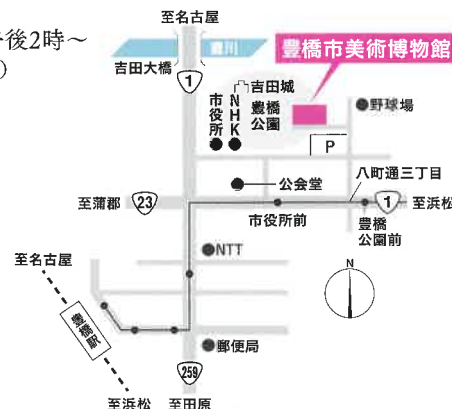 午後2時～
)
至名古屋
豊川
豊橋市美術博物館
吉田大橋
1
吉田城
市役所
NHK
豊橋
公園
野球場
P
八町通三丁目
公会堂
至蒲郡
23
1
至浜松
市役所前
豊橋
公園前
NTT
至名古屋
N
豊橋駅
郵便局
259
至浜松
至田原